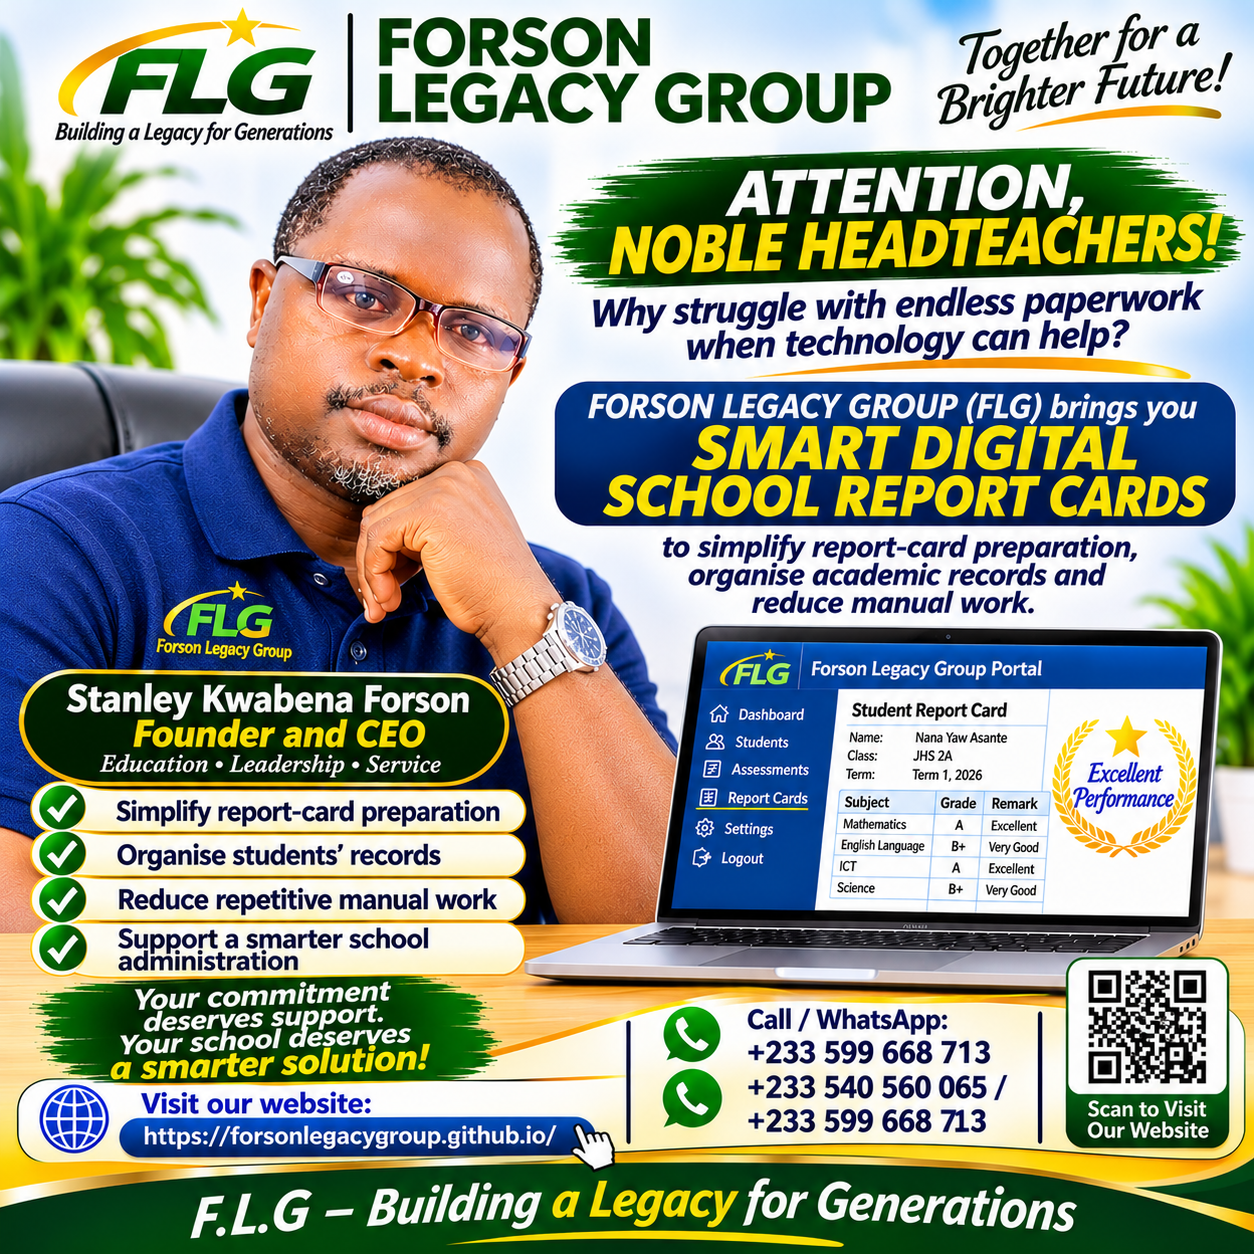 FLG
Building a Legacy for Generations
FORSON
LEGACY GROUP
Together for a
Brighter Future!
ATTENTION,
NOBLE HEADTEACHERS!
Why struggle with endless paperwork
when technology can help?
FORSON LEGACY GROUP (FLG) brings you
SMART DIGITAL
SCHOOL REPORT CARDS
to simplify report-card preparation,
organise academic records and
reduce manual work.
FLG
Forson Legacy Group
Stanley Kwabena Forson
Founder and CEO
Education • Leadership • Service
Simplify report-card preparation
Organise students' records
Reduce repetitive manual work
Support a smarter school
administration
Your commitment
deserves support.
Your school deserves
a smarter solution!
FLG
Forson Legacy Group Portal
Dashboard
Students
Assessments
Report Cards
Settings
Logout
Student Report Card
Name: Nana Yaw Asante
Class: JHS 2A
Term: Term 1, 2026
Subject Grade Remark
Mathematics A Excellent
English Language B+ Very Good
ICT A Excellent
Science B+ Very Good
Excellent
Performance
Visit our website:
https://forsonlegacygroup.github.io/
Call / WhatsApp:
+233 599 668 713
+233 540 560 065 /
+233 599 668 713
Scan to Visit
Our Website
F.L.G – Building a Legacy for Generations